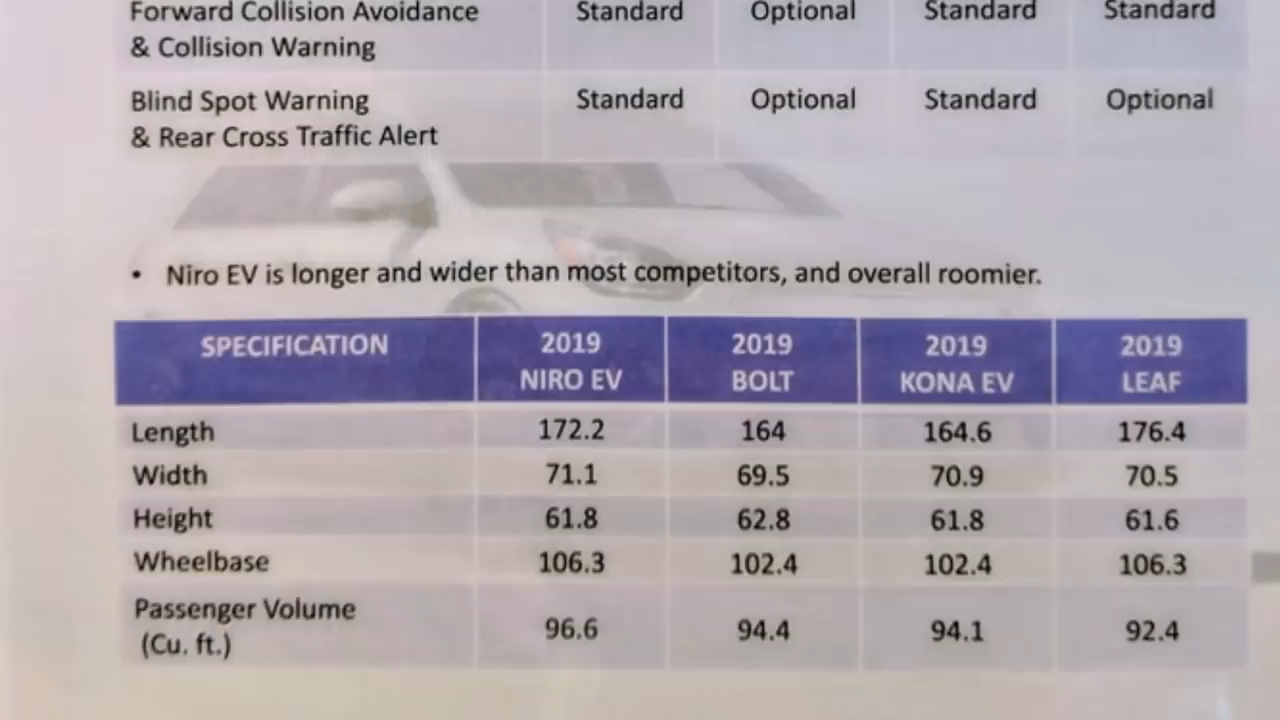 Forward Collision Avoidance Standard Optional Standard Standard
& Collision Warning
Blind Spot Warning Standard Optional Standard Optional
& Rear Cross Traffic Alert
• Niro EV is longer and wider than most competitors, and overall roomier.
SPECIFICATION 2019 2019 2019 2019
NIRO EV BOLT KONA EV LEAF
Length 172.2 164 164.6 176.4
Width 71.1 69.5 70.9 70.5
Height 61.8 62.8 61.8 61.6
Wheelbase 106.3 102.4 102.4 106.3
Passenger Volume
(Cu. ft.) 96.6 94.4 94.1 92.4